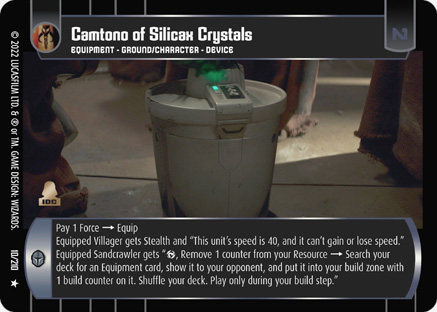 Camtono of Silicax Crystals
N
EQUIPMENT - GROUND/CHARACTER - DEVICE
© 2022 LUCASFILM LTD. & ® or TM. GAME DESIGN: WIZARDS.
IDC
Pay 1 Force → Equip
Equipped Villager gets Stealth and “This unit's speed is 40, and it can't gain or lose speed.”
Equipped Sandcrawler gets “, Remove 1 counter from your Resource → Search your
deck for an Equipment card, show it to your opponent, and put it into your build zone with
1 build counter on it. Shuffle your deck. Play only during your build step.”